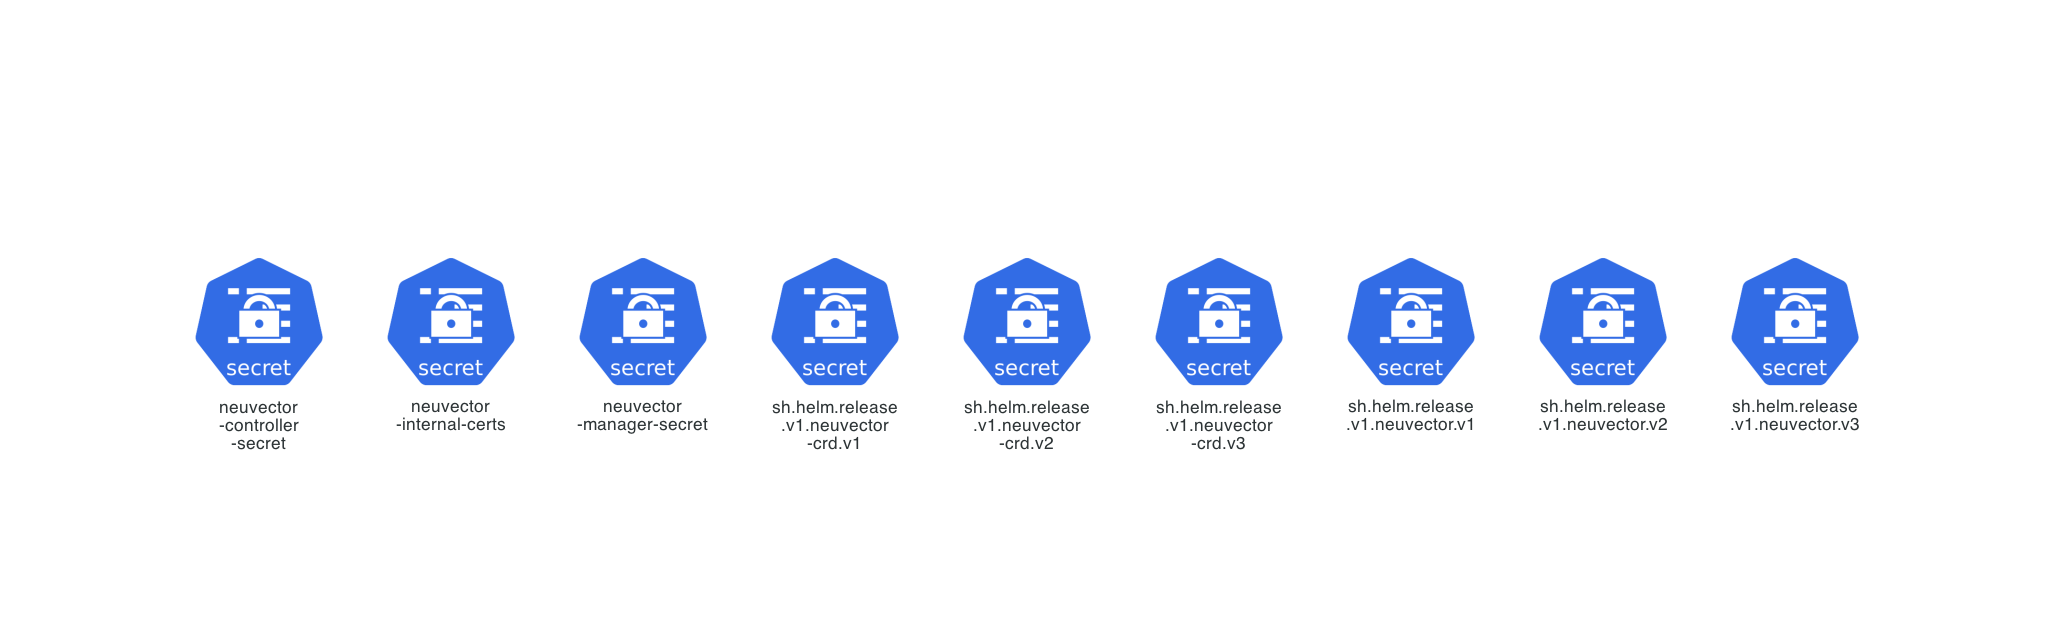 secret
neuvector
-controller
-secret
secret
neuvector
-internal-certs
secret
neuvector
-manager-secret
secret
sh.helm.release
.v1.neuvector
-crd.v1
secret
sh.helm.release
.v1.neuvector
-crd.v2
secret
sh.helm.release
.v1.neuvector
-crd.v3
secret
sh.helm.release
.v1.neuvector.v1
secret
sh.helm.release
.v1.neuvector.v2
secret
sh.helm.release
.v1.neuvector.v3